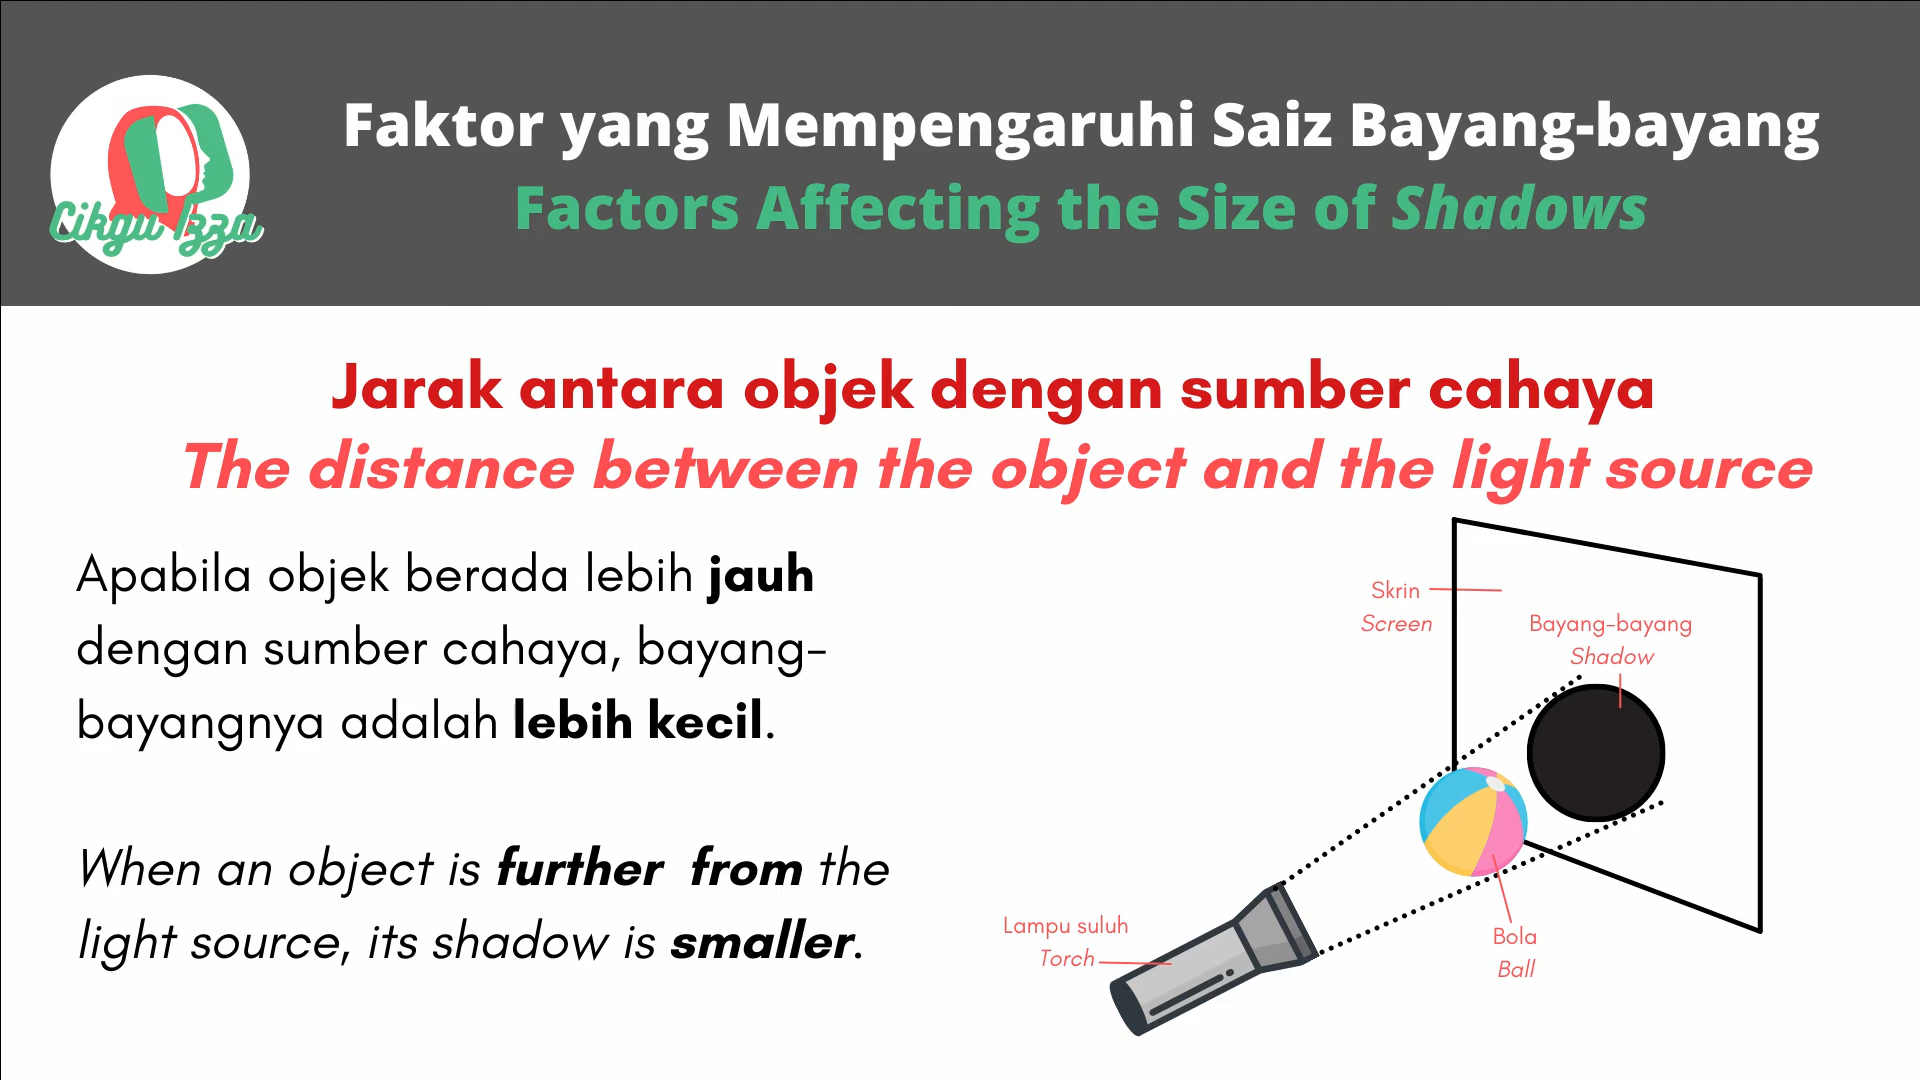 Cikgu Izza
Faktor yang Mempengaruhi Saiz Bayang-bayang
Factors Affecting the Size of Shadows
Jarak antara objek dengan sumber cahaya
The distance between the object and the light source
Apabila objek berada lebih jauh
dengan sumber cahaya, bayang-
bayangnya adalah lebih kecil.
When an object is further from the
light source, its shadow is smaller.
Skrin
Screen
Bayang-bayang
Shadow
Lampu suluh
Torch
Bola
Ball